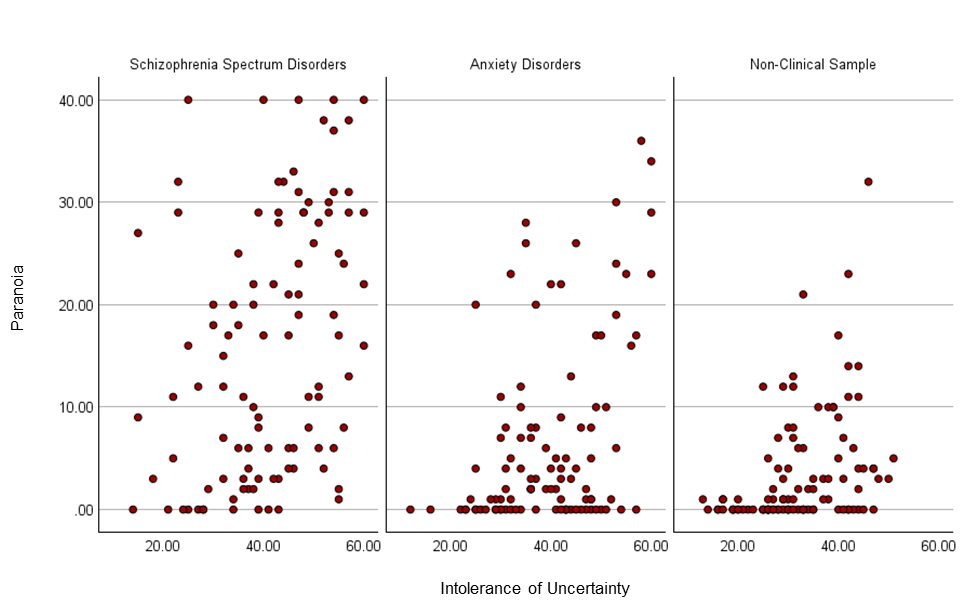 Schizophrenia Spectrum Disorders
Anxiety Disorders
Non-Clinical Sample
Paranoia
40.00
30.00
20.00
10.00
.00
20.00 40.00 60.00
20.00 40.00 60.00
20.00 40.00 60.00
Intolerance of Uncertainty